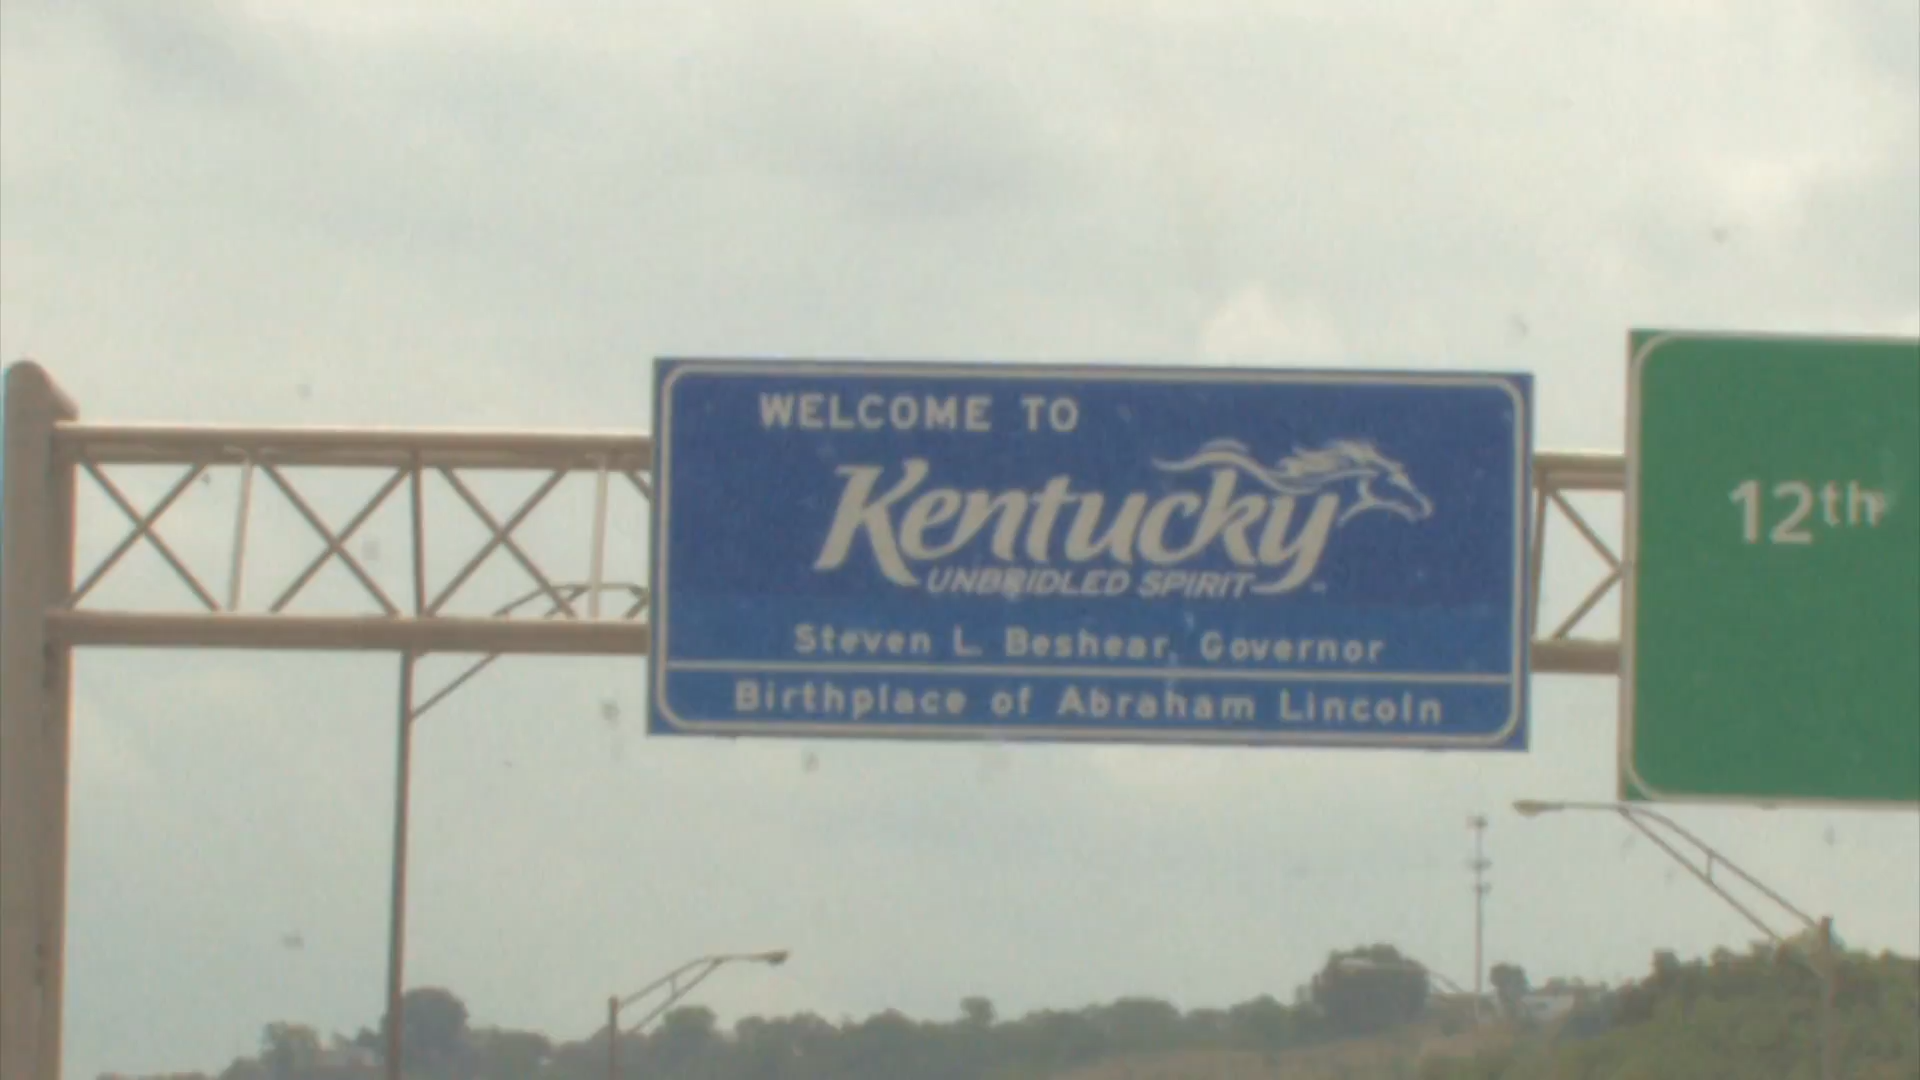 WELCOME TO
Kentucky
UNBRIDLED SPIRIT
Steven L. Beshear, Governor
Birthplace of Abraham Lincoln
12th